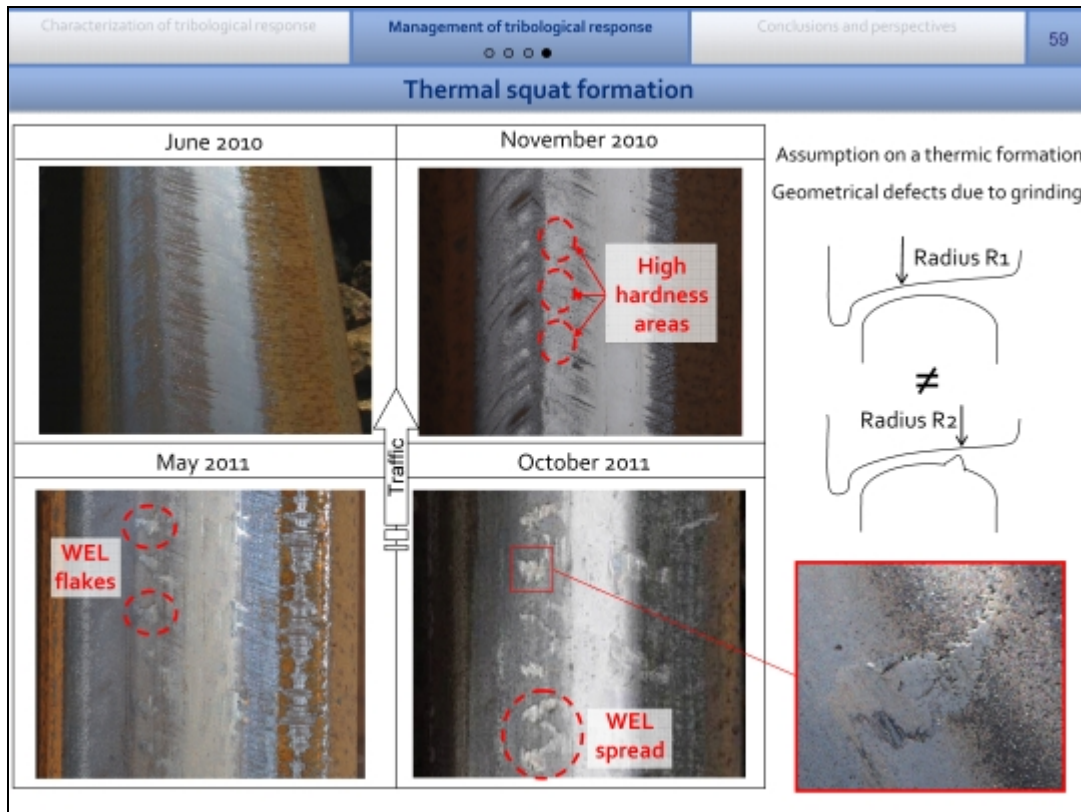 Characterization of tribological response
Management of tribological response
Conclusions and perspectives
59
Thermal squat formation
June 2010
November 2010
High
hardness
areas
May 2011
WEL
flakes
Traffic
October 2011
WEL
spread
Assumption on a thermic formation
Geometrical defects due to grinding
Radius R1
≠
Radius R2